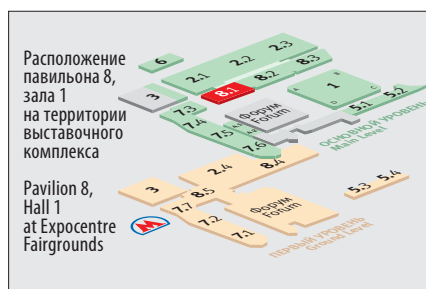 Расположение
павильона 8,
зала 1
на территории
выставочного
комплекса
Pavilion 8,
Hall 1
at Expocentre
Fairgrounds
6
2.1
2.2
2.3
3
8.1
8.2
8.3
7.3
7.4
7.5
7.6
Форум
Forum
1
A
B
C
5.1
5.2
ОСНОВНОЙ УРОВЕНЬ
Main Level
3
2.4
8.4
8.5
7.7
7.2
7.1
Форум
Forum
5.3
5.4
ПЕРВЫЙ УРОВЕНЬ
Ground Level
М